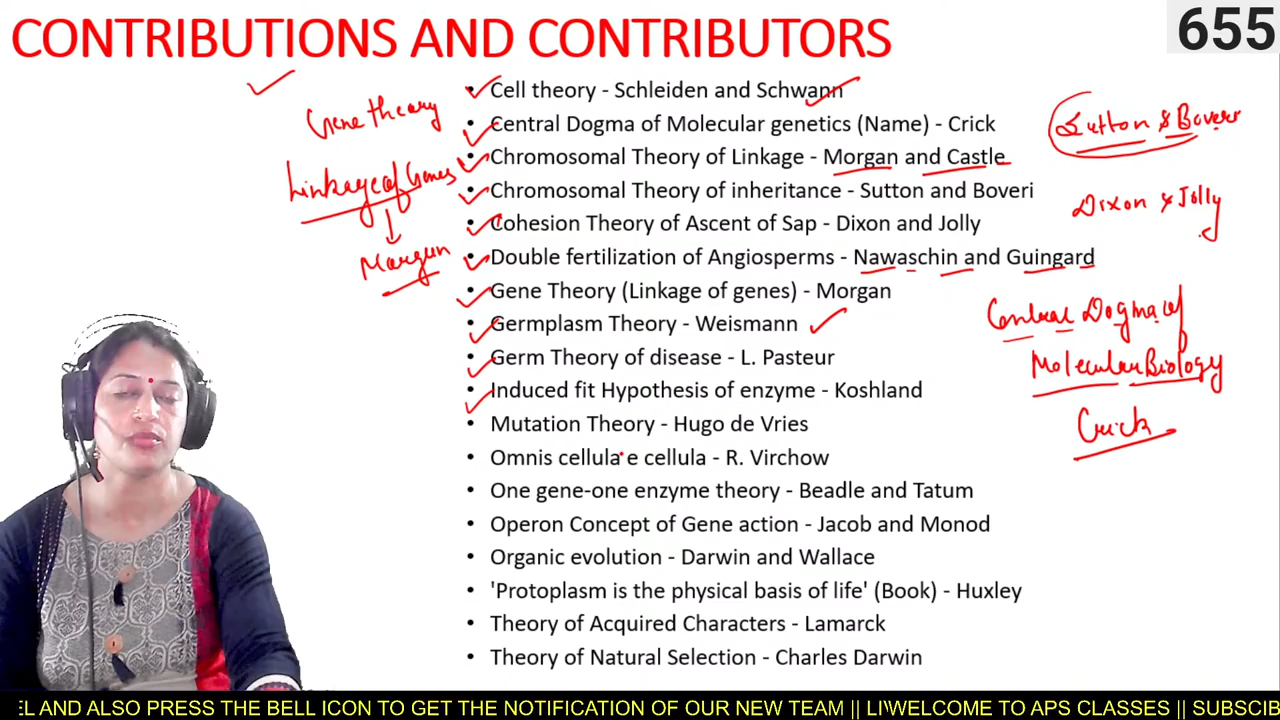 CONTRIBUTIONS AND CONTRIBUTORS
655
• Cell theory - Schleiden and Schwann
• Central Dogma of Molecular genetics (Name) - Crick
• Chromosomal Theory of Linkage - Morgan and Castle
• Chromosomal Theory of inheritance - Sutton and Boveri
• Cohesion Theory of Ascent of Sap - Dixon and Jolly
• Double fertilization of Angiosperms - Nawaschin and Guingard
• Gene Theory (Linkage of genes) - Morgan
• Germplasm Theory - Weismann
• Germ Theory of disease - L. Pasteur
• Induced fit Hypothesis of enzyme - Koshland
• Mutation Theory - Hugo de Vries
• Omnis cellula e cellula - R. Virchow
• One gene-one enzyme theory - Beadle and Tatum
• Operon Concept of Gene action - Jacob and Monod
• Organic evolution - Darwin and Wallace
• 'Protoplasm is the physical basis of life' (Book) - Huxley
• Theory of Acquired Characters - Lamarck
• Theory of Natural Selection - Charles Darwin
Gene theory
Linkage of Genes
Morgan
Sutton & Boveri
Dixon & Jolly
Central Dogma of
Molecular Biology
Crick
EL AND ALSO PRESS THE BELL ICON TO GET THE NOTIFICATION OF OUR NEW TEAM || LI\WELCOME TO APS CLASSES || SUBSCIB